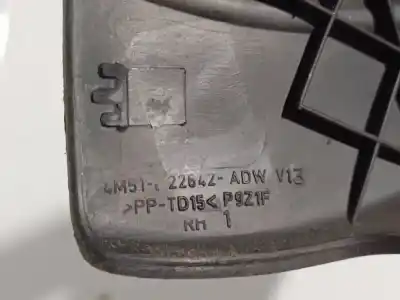 4M51-. 22642- ADW V13
>PP-TD15< P9Z1F
RH 1